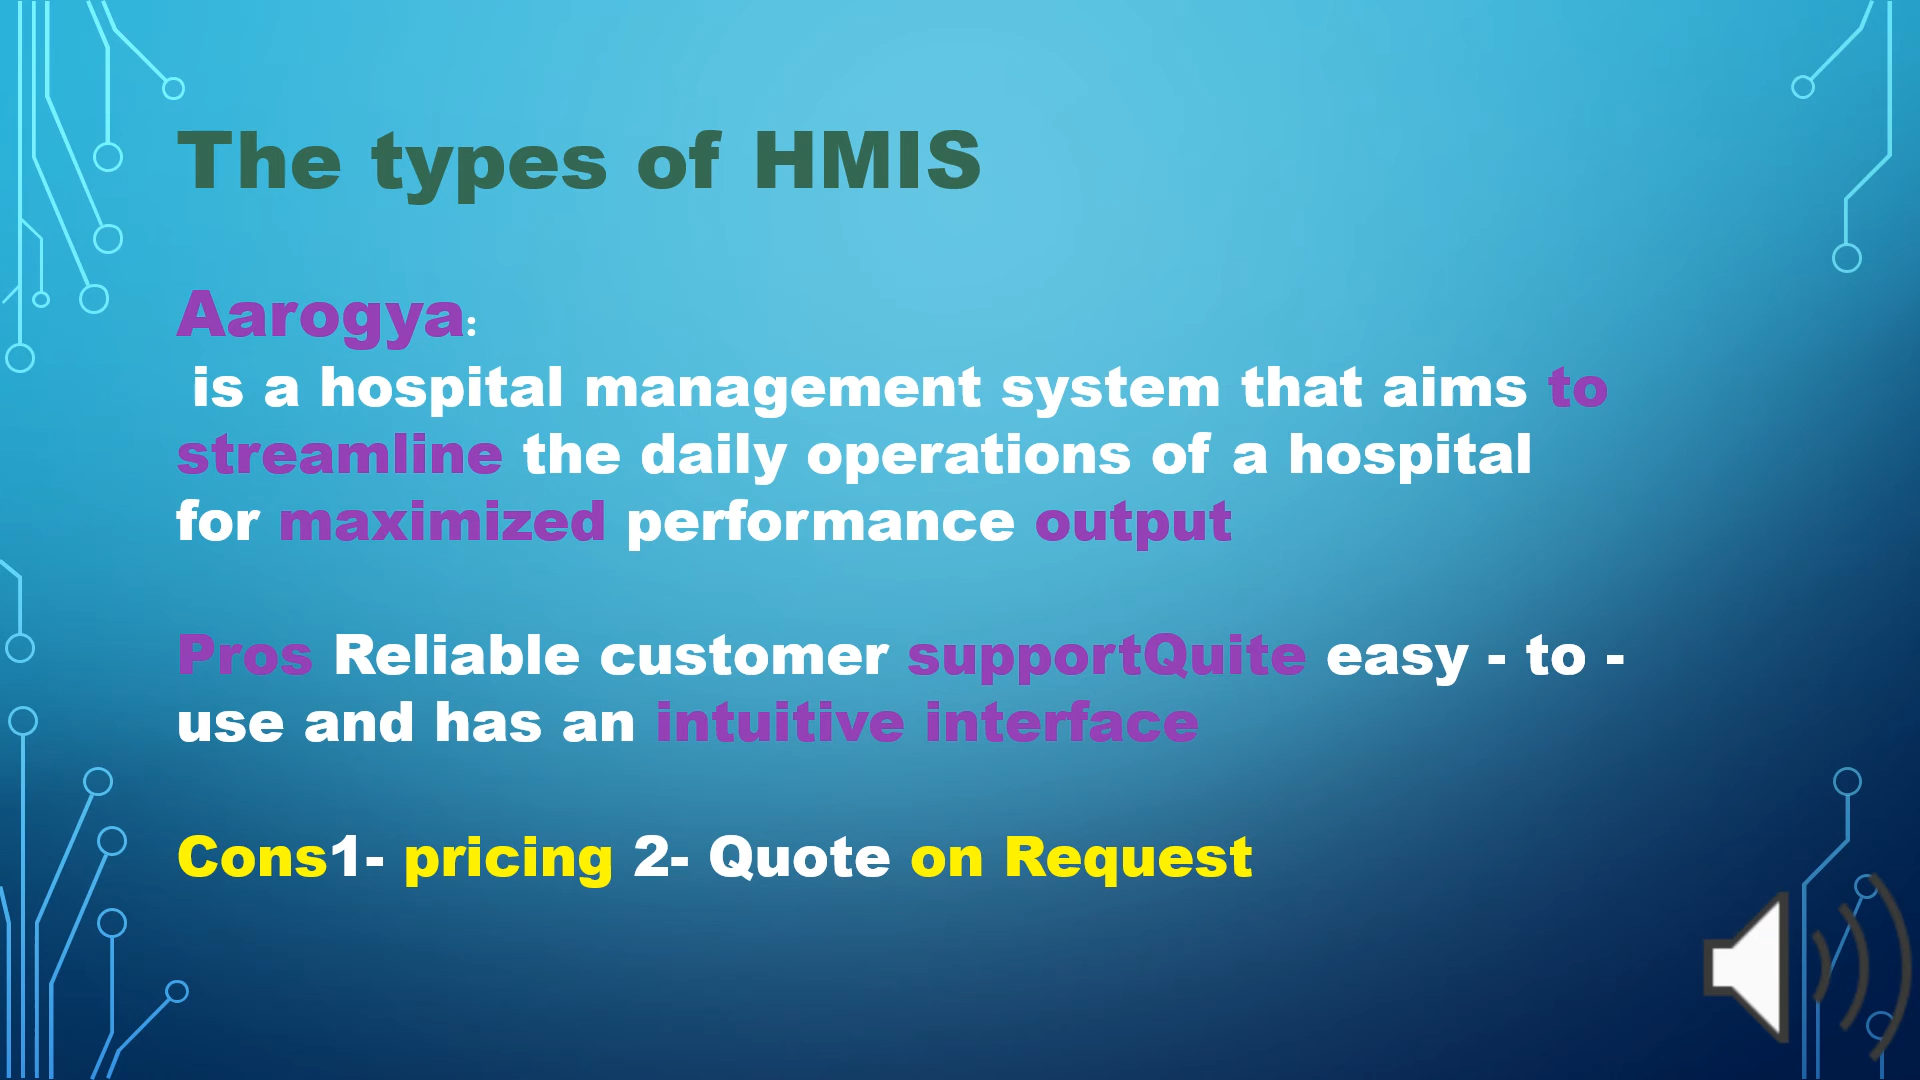 The types of HMIS
Aarogya:
is a hospital management system that aims to
streamline the daily operations of a hospital
for maximized performance output
Pros Reliable customer supportQuite easy - to -
use and has an intuitive interface
Cons1- pricing 2- Quote on Request